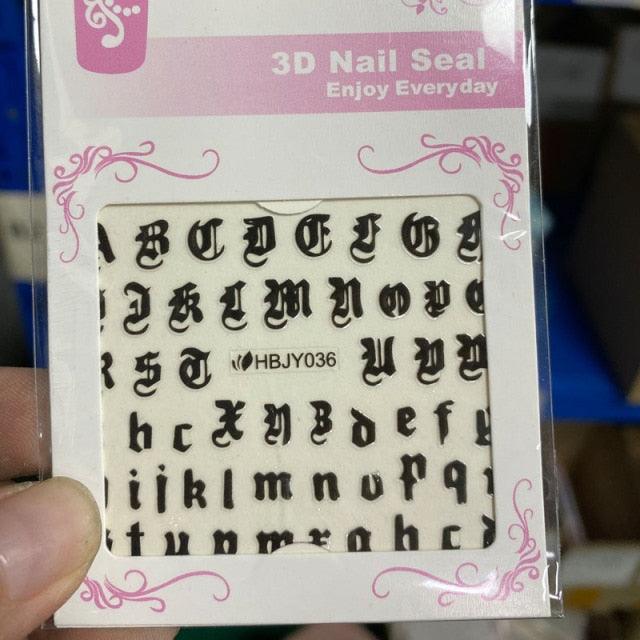 3D Nail Seal
Enjoy Everyday
A B C D E F G H
J K L M N O P Q
R S T HBJY036 U V W
h c X Y Z d e f g
i j k l m n o p q r
t u v w x a b c